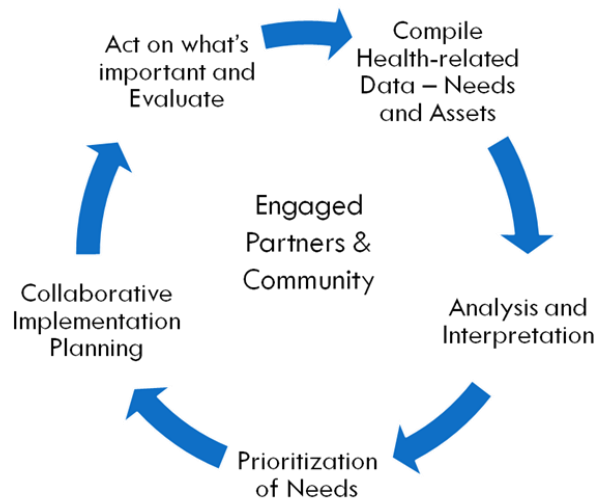 Act on what's
important and
Evaluate
Compile
Health-related
Data – Needs
and Assets
Engaged
Partners &
Community
Analysis and
Interpretation
Collaborative
Implementation
Planning
Prioritization
of Needs